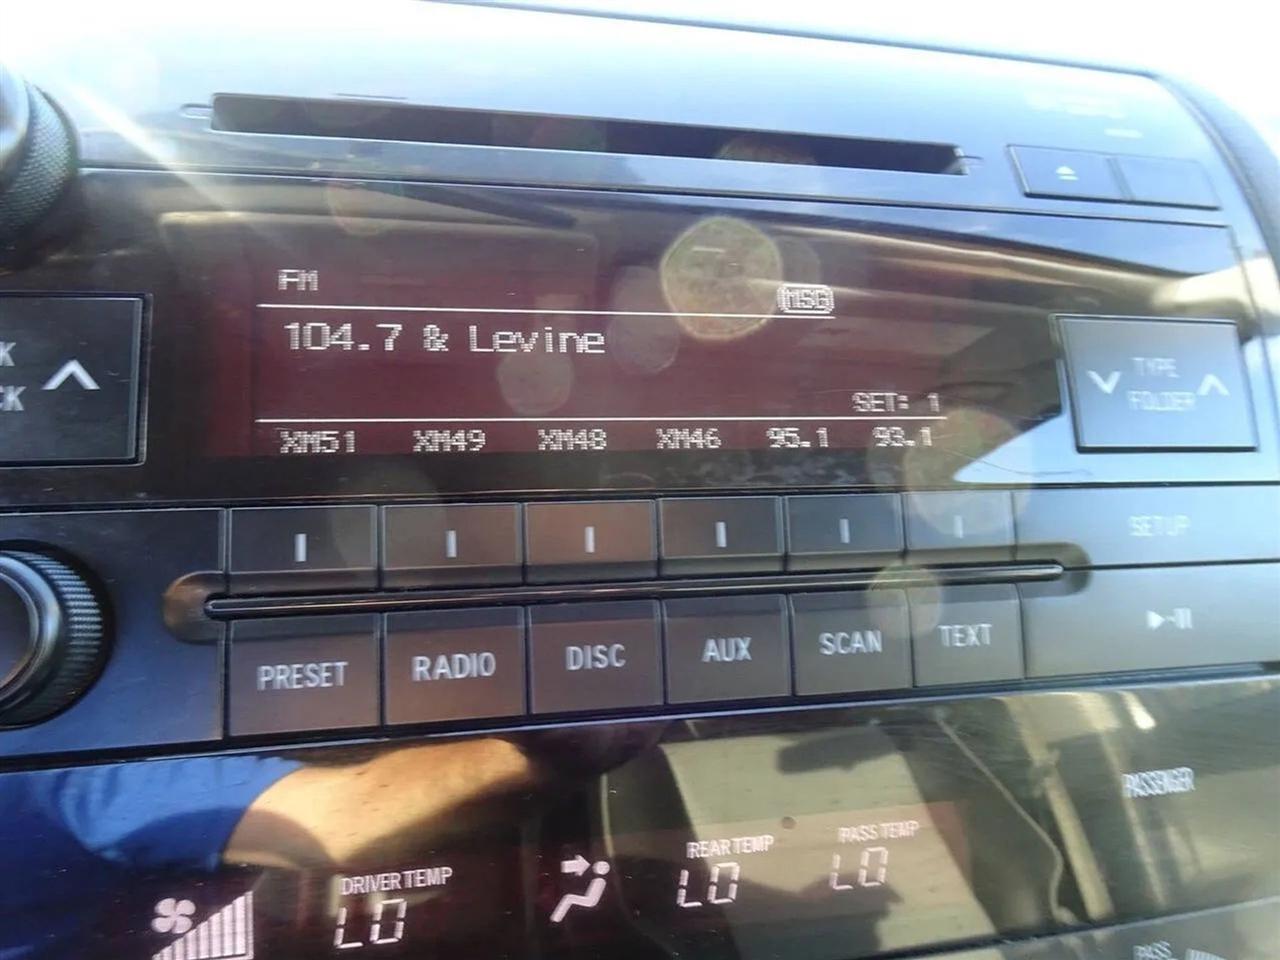 FM
MSG
104.7 & Levine
SET: 1
XM51 XM49 XM48 XM46 95.1 93.1
TYPE
FOLDER
SETUP
PRESET RADIO DISC AUX SCAN TEXT
PASSENGER
DRIVER TEMP REAR TEMP PASS TEMP
LO LO LO
PASS